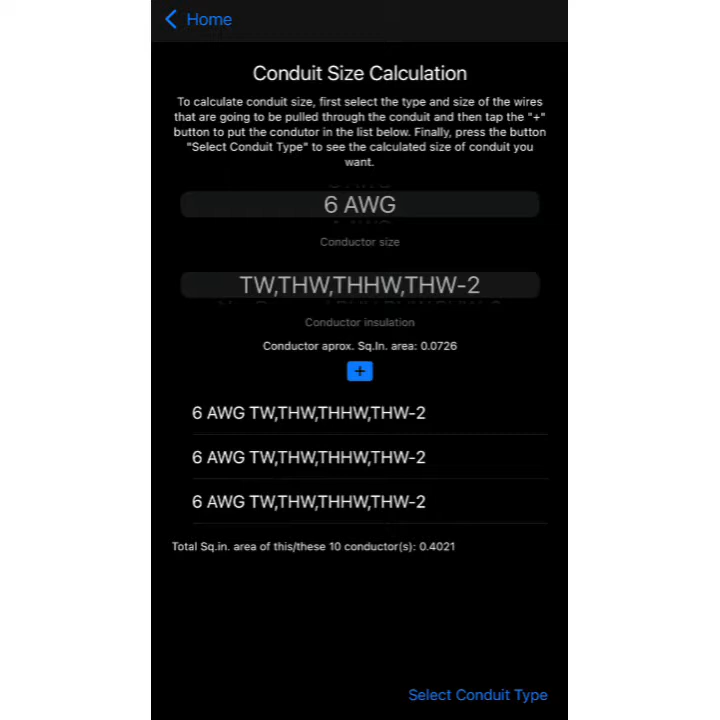 Home
Conduit Size Calculation
To calculate conduit size, first select the type and size of the wires
that are going to be pulled through the conduit and then tap the "+"
button to put the condutor in the list below. Finally, press the button
"Select Conduit Type" to see the calculated size of conduit you
want.
6 AWG
Conductor size
TW,THW,THHW,THW-2
Conductor insulation
Conductor aprox. Sq.In. area: 0.0726
+
6 AWG TW,THW,THHW,THW-2
6 AWG TW,THW,THHW,THW-2
6 AWG TW,THW,THHW,THW-2
Total Sq.in. area of this/these 10 conductor(s): 0.4021
Select Conduit Type